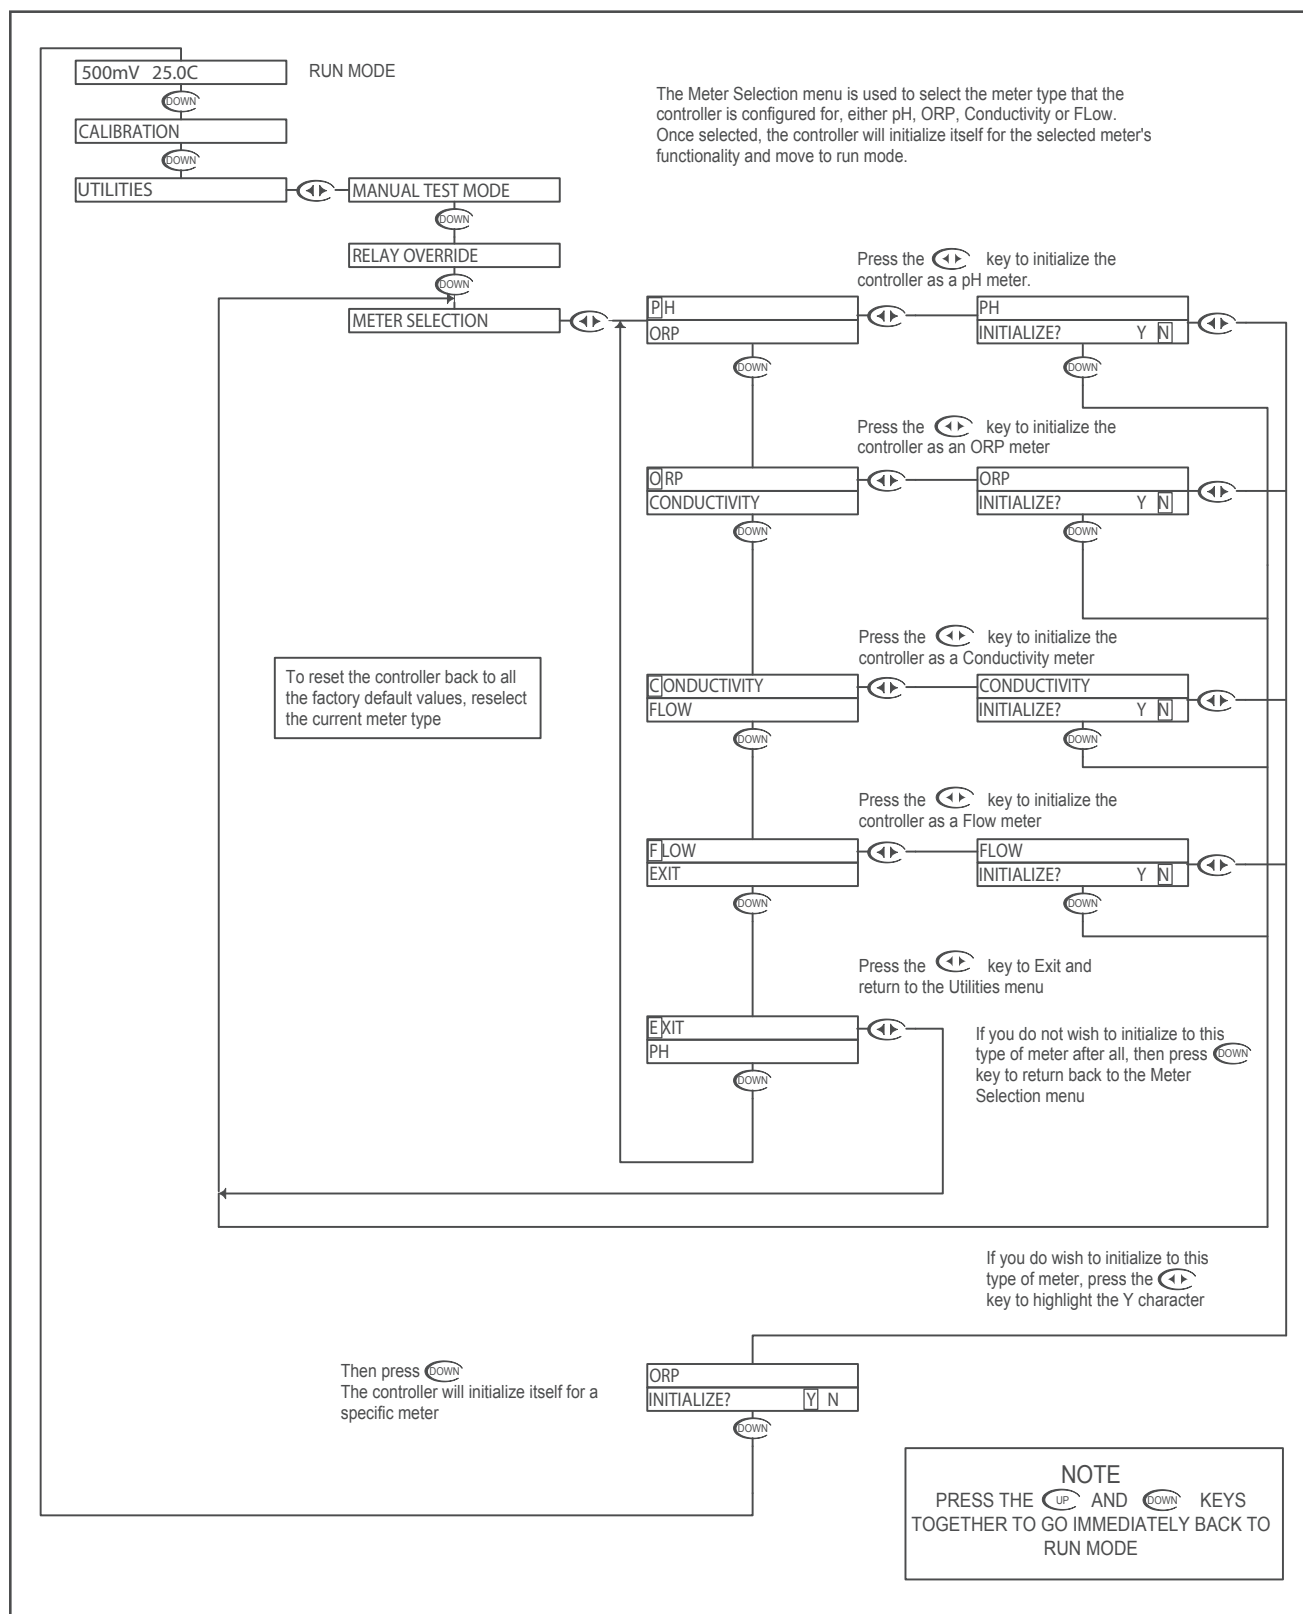 500mV 25.0C
RUN MODE
DOWN
CALIBRATION
DOWN
UTILITIES
MANUAL TEST MODE
DOWN
RELAY OVERRIDE
DOWN
METER SELECTION
The Meter Selection menu is used to select the meter type that the
controller is configured for, either pH, ORP, Conductivity or FLow.
Once selected, the controller will initialize itself for the selected meter's
functionality and move to run mode.
Press the key to initialize the
controller as a pH meter.
PH
ORP
DOWN
PH
INITIALIZE? Y N
DOWN
Press the key to initialize the
controller as an ORP meter
ORP
CONDUCTIVITY
DOWN
ORP
INITIALIZE? Y N
DOWN
To reset the controller back to all
the factory default values, reselect
the current meter type
Press the key to initialize the
controller as a Conductivity meter
CONDUCTIVITY
FLOW
DOWN
CONDUCTIVITY
INITIALIZE? Y N
DOWN
Press the key to initialize the
controller as a Flow meter
FLOW
EXIT
DOWN
FLOW
INITIALIZE? Y N
DOWN
Press the key to Exit and
return to the Utilities menu
EXIT
PH
DOWN
If you do not wish to initialize to this
type of meter after all, then press DOWN
key to return back to the Meter
Selection menu
If you do wish to initialize to this
type of meter, press the
key to highlight the Y character
Then press DOWN
The controller will initialize itself for a
specific meter
ORP
INITIALIZE? Y N
DOWN
NOTE
PRESS THE UP AND DOWN KEYS
TOGETHER TO GO IMMEDIATELY BACK TO
RUN MODE